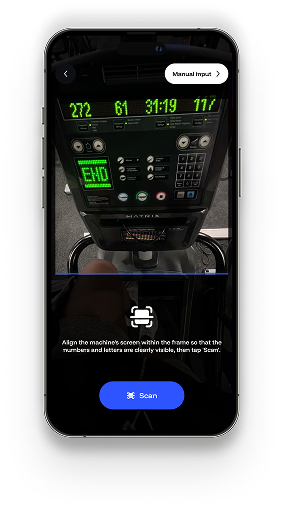 Manual Input
272 61 31:19 117
END
MATRIX
Align the machine's screen within the frame so that the
numbers and letters are clearly visible, then tap 'Scan'.
Scan